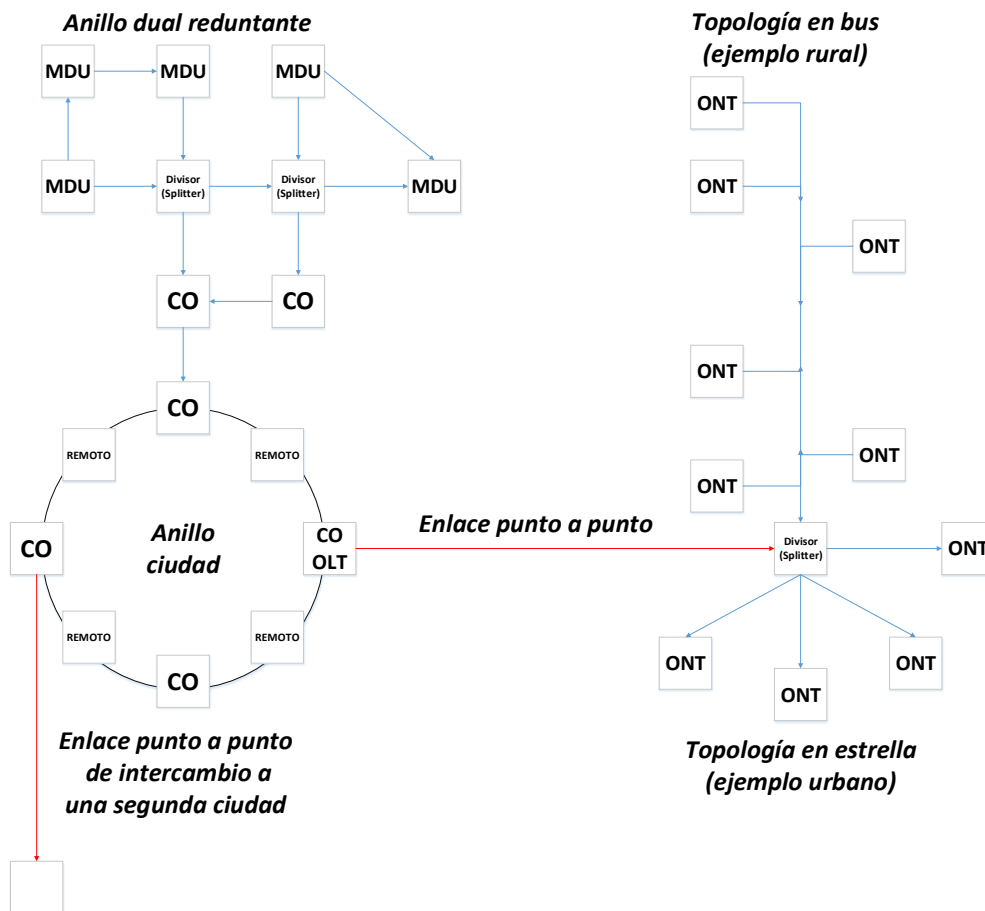 Anillo dual reduntante
MDU
MDU
MDU
MDU
Divisor
(Splitter)
Divisor
(Splitter)
MDU
CO
CO
CO
REMOTO
REMOTO
CO
Anillo
ciudad
CO
OLT
REMOTO
REMOTO
CO
Enlace punto a punto
de intercambio a
una segunda ciudad
Enlace punto a punto
Topología en bus
(ejemplo rural)
ONT
ONT
ONT
ONT
ONT
ONT
Divisor
(Splitter)
ONT
ONT
ONT
ONT
Topología en estrella
(ejemplo urbano)